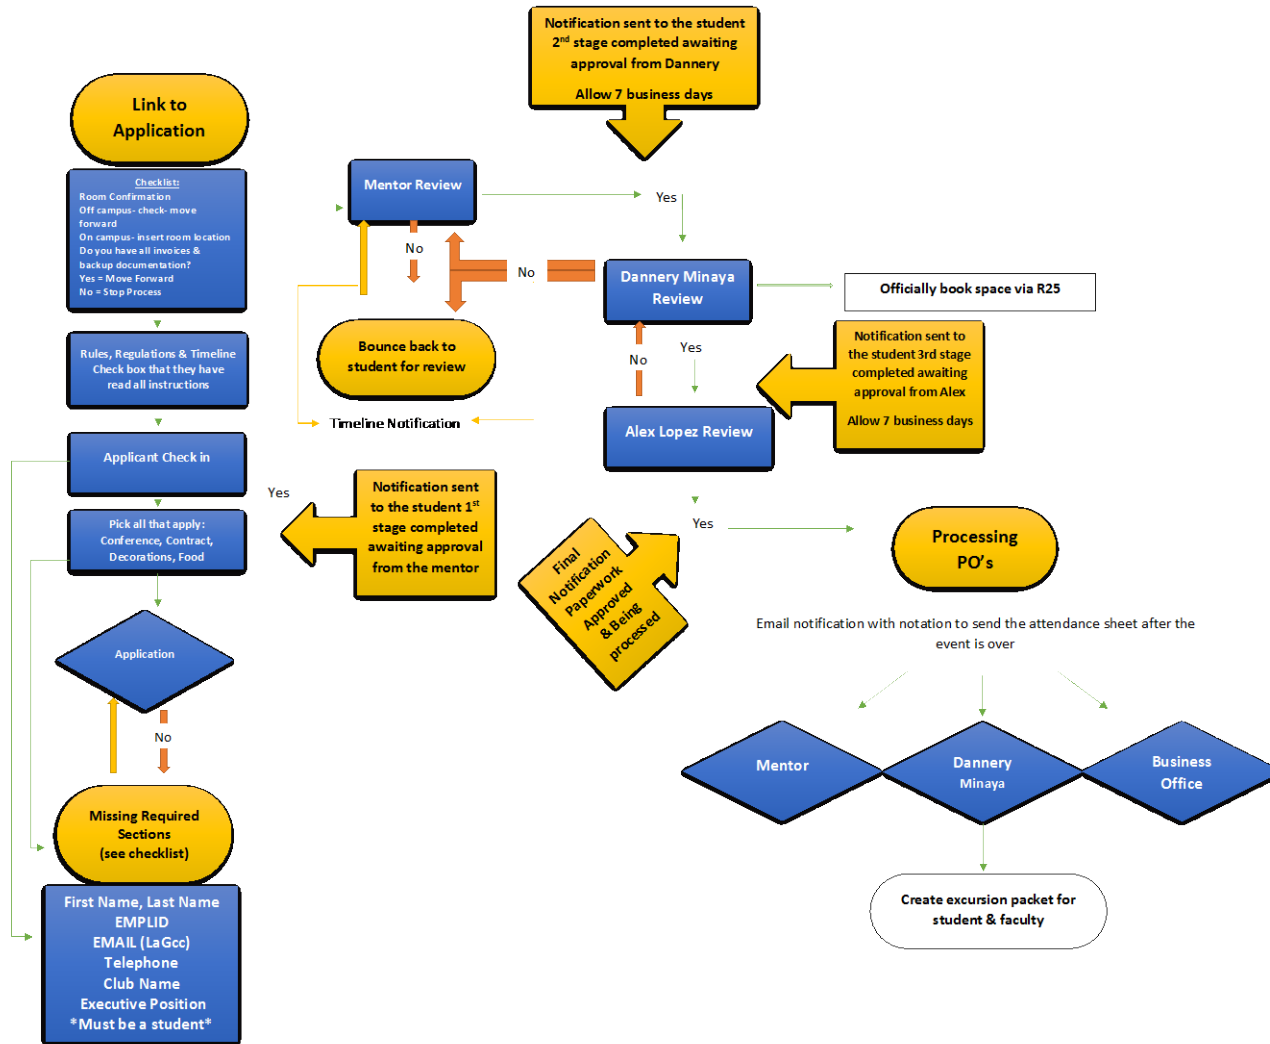 Link to
Application
Checklist:
Room Confirmation
Off campus- check- move
forward
On campus- insert room location
Do you have all invoices &
backup documentation?
Yes = Move Forward
No = Stop Process
Rules, Regulations & Timeline
Check box that they have
read all instructions
Applicant Check in
Pick all that apply:
Conference, Contract,
Decorations, Food
Application
No
Missing Required
Sections
(see checklist)
First Name, Last Name
EMPLID
EMAIL (LaGcc)
Telephone
Club Name
Executive Position
*Must be a student*
Yes
Notification sent
to the student 1st
stage completed
awaiting approval
from the mentor
Mentor Review
No
Bounce back to
student for review
Timeline Notification
Yes
No
Notification sent to the student
2nd stage completed awaiting
approval from Dannery
Allow 7 business days
Dannery Minaya
Review
Officially book space via R25
No
Yes
Notification sent to
the student 3rd stage
completed awaiting
approval from Alex
Allow 7 business days
Alex Lopez Review
Yes
Final
Notification
Paperwork
Approved
& Being
processed
Processing
PO's
Email notification with notation to send the attendance sheet after the
event is over
Mentor
Dannery
Minaya
Business
Office
Create excursion packet for
student & faculty